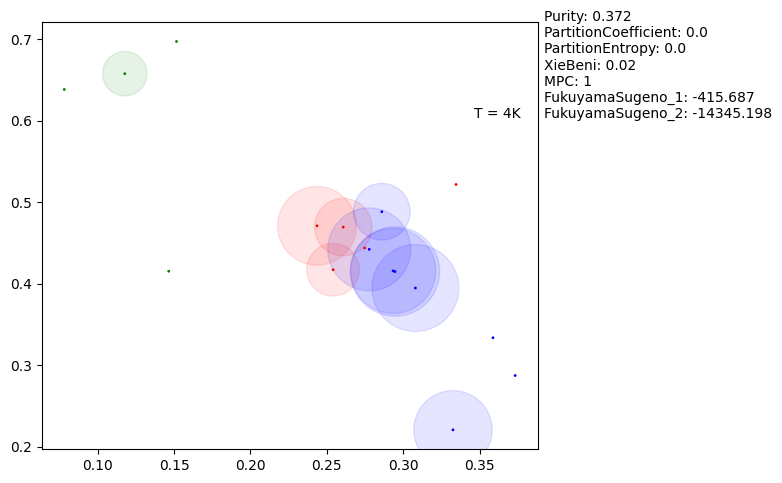 Purity: 0.372
PartitionCoefficient: 0.0
PartitionEntropy: 0.0
XieBeni: 0.02
MPC: 1
FukuyamaSugeno_1: -415.687
FukuyamaSugeno_2: -14345.198
T = 4K
0.7
0.6
0.5
0.4
0.3
0.2
0.10 0.15 0.20 0.25 0.30 0.35